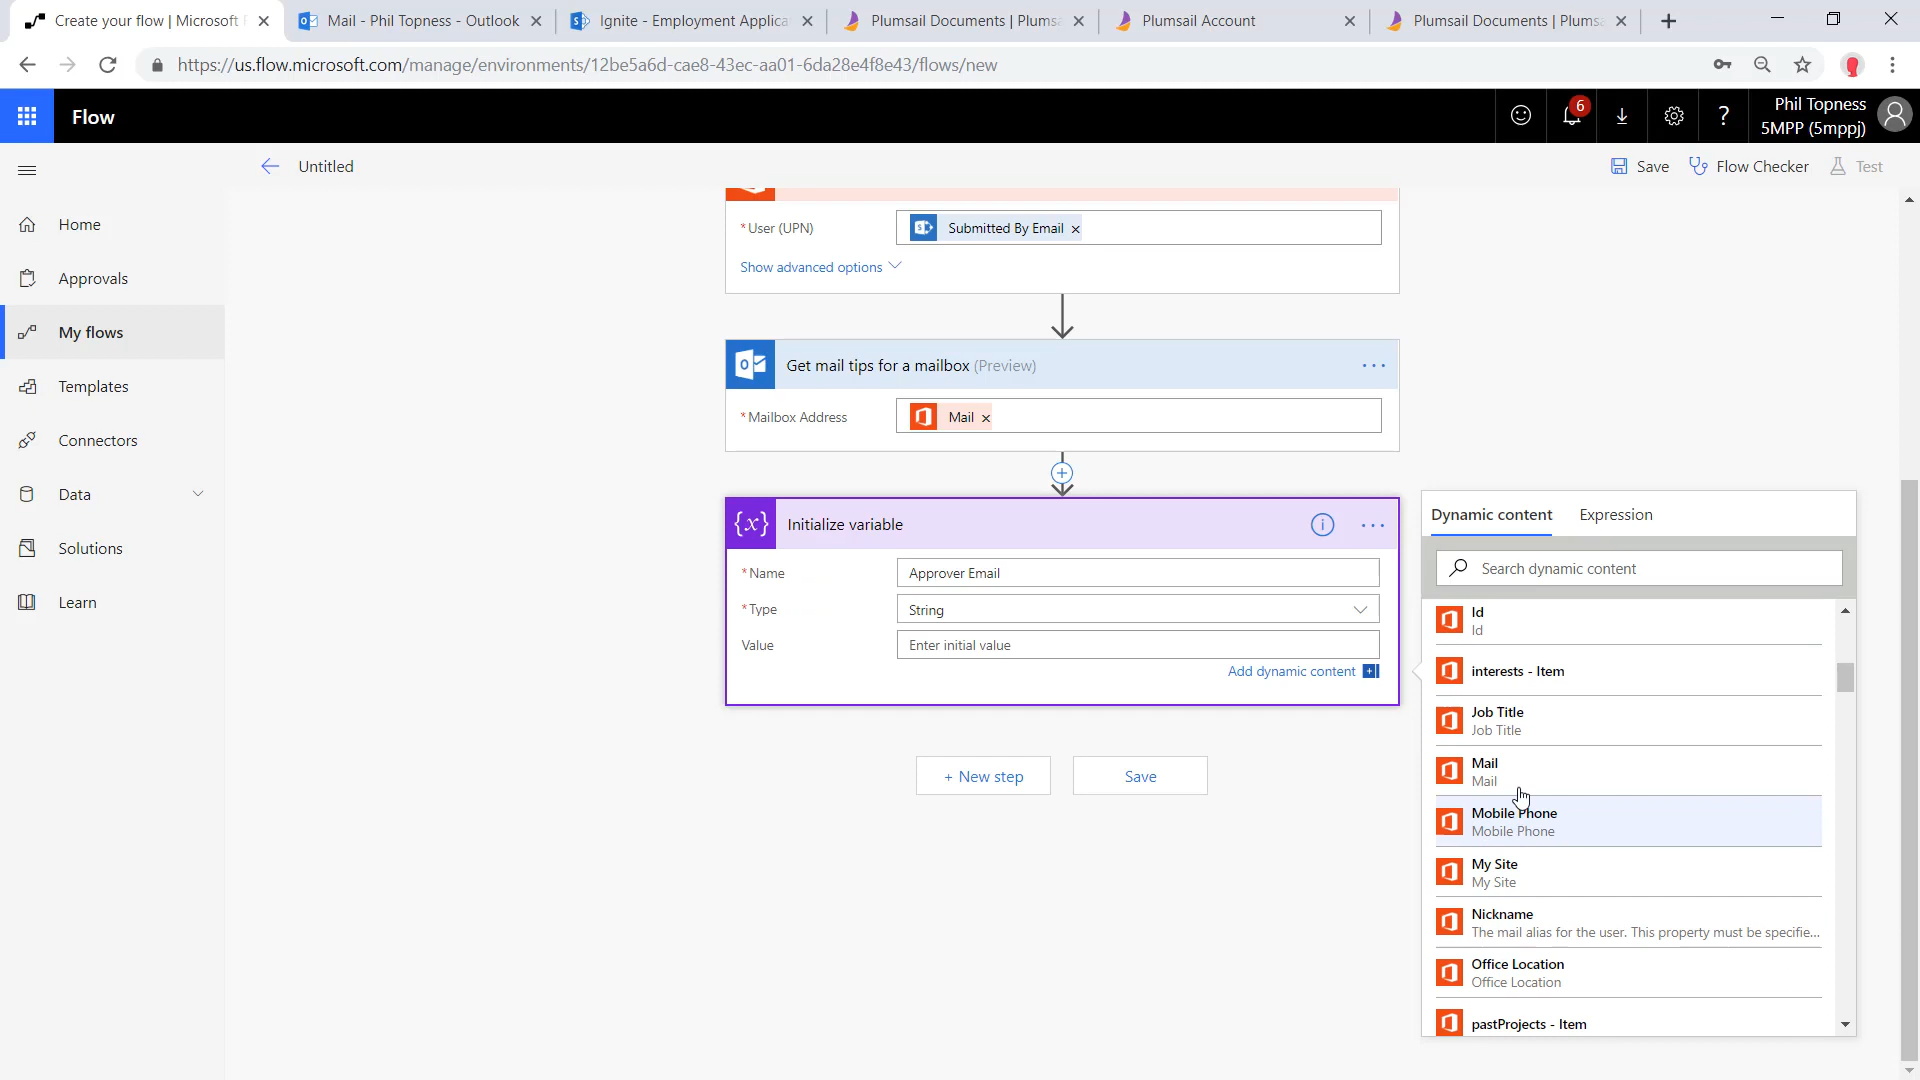 Create your flow | Microsoft F
Mail - Phil Topness - Outlook
Ignite - Employment Applica
Plumsail Documents | Plumsa
Plumsail Account
Plumsail Documents | Plumsa
https://us.flow.microsoft.com/manage/environments/12be5a6d-cae8-43ec-aa01-6da28e4f8e43/flows/new
Flow
6
?
Phil Topness
5MPP (5mppj)
Untitled
Save
Flow Checker
Test
Home
Approvals
My flows
Templates
Connectors
Data
Solutions
Learn
* User (UPN)
Submitted By Email
Show advanced options
Get mail tips for a mailbox (Preview)
* Mailbox Address
Mail
{x} Initialize variable
* Name
Approver Email
* Type
String
Value
Enter initial value
Add dynamic content
+ New step
Save
Dynamic content
Expression
Search dynamic content
Id
Id
interests - Item
Job Title
Job Title
Mail
Mail
Mobile Phone
Mobile Phone
My Site
My Site
Nickname
The mail alias for the user. This property must be specifie...
Office Location
Office Location
pastProjects - Item